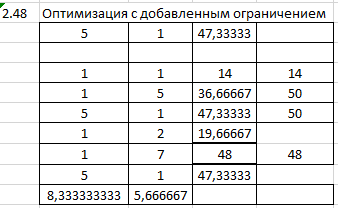 2.48 Оптимизация с добавленным ограничением
5 1 47,33333
1 1 14 14
1 5 36,66667 50
5 1 47,33333 50
1 2 19,66667
1 7 48 48
5 1 47,33333
8,333333333 5,666667